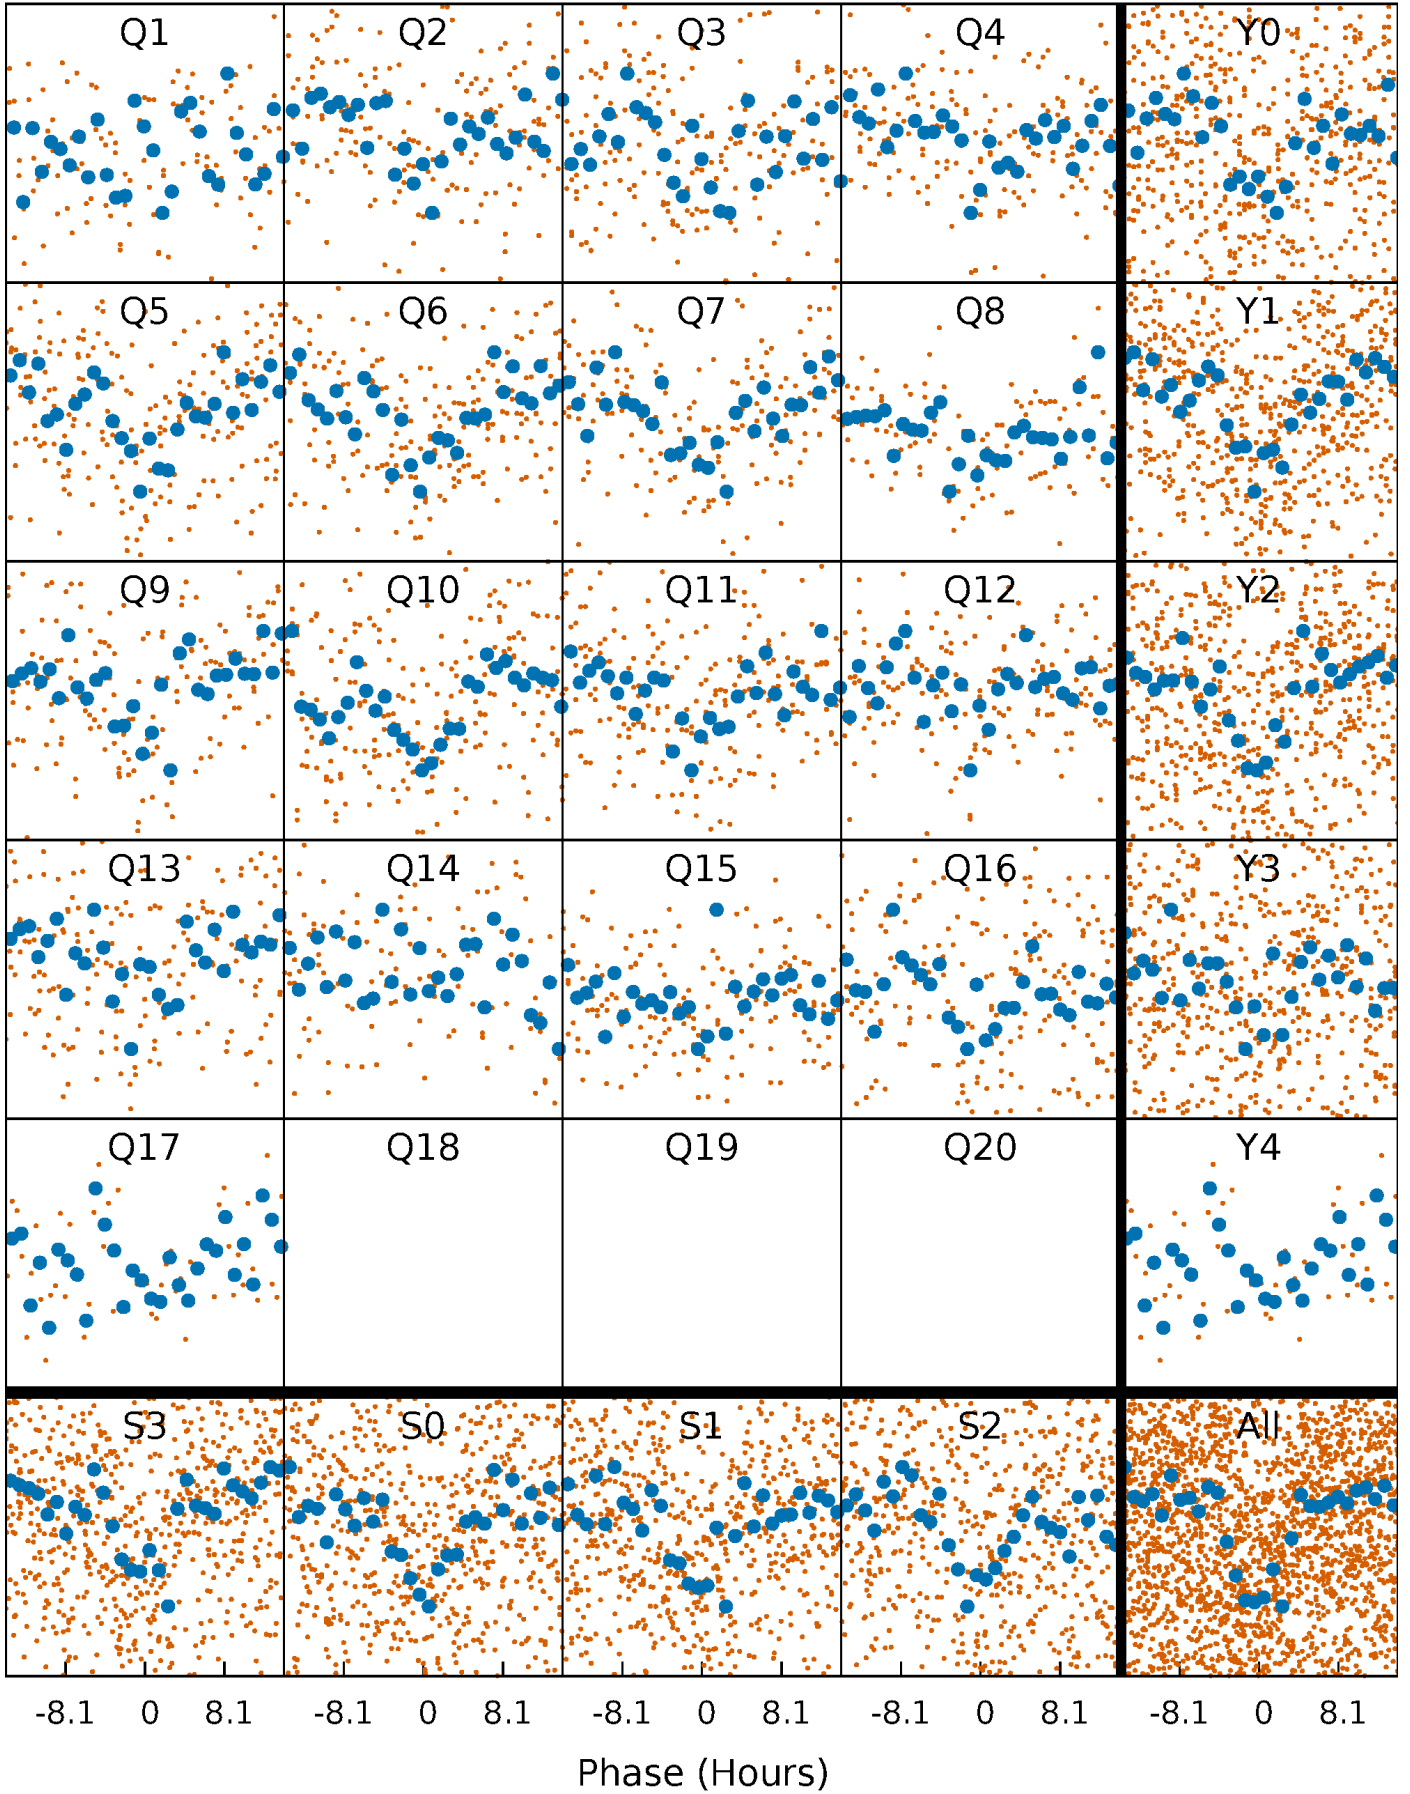 Q1 Q2 Q3 Q4 Y0
Q5 Q6 Q7 Q8 Y1
Q9 Q10 Q11 Q12 Y2
Q13 Q14 Q15 Q16 Y3
Q17 Q18 Q19 Q20 Y4
S3 S0 S1 S2 All
-8.1 0 8.1 -8.1 0 8.1 -8.1 0 8.1 -8.1 0 8.1 -8.1 0 8.1
Phase (Hours)